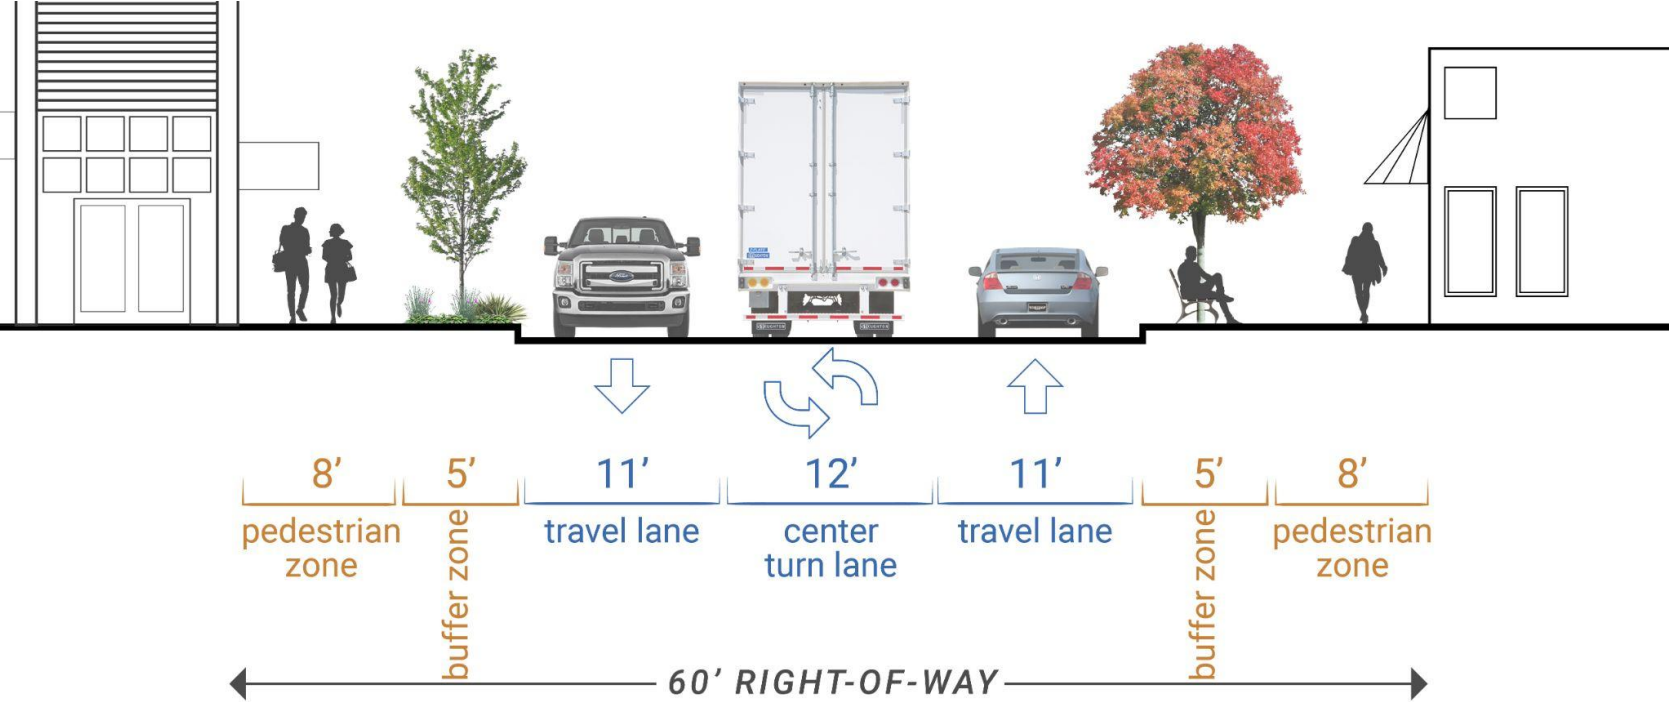 8’ 5’ 11’ 12’ 11’ 5’ 8’
pedestrian zone
buffer zone
travel lane
center turn lane
travel lane
buffer zone
pedestrian zone
60’ RIGHT-OF-WAY